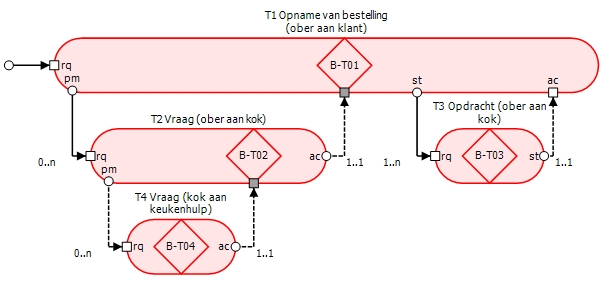 T1 Opname van bestelling
(ober aan klant)
rq
B-T01
pm
st
ac
T2 Vraag (ober aan kok)
T3 Opdracht (ober aan
kok)
0..n
rq
B-T02
ac
1..1
1..n
rq
B-T03
st
1..1
pm
T4 Vraag (kok aan
keukenhulp)
0..n
rq
B-T04
ac
1..1